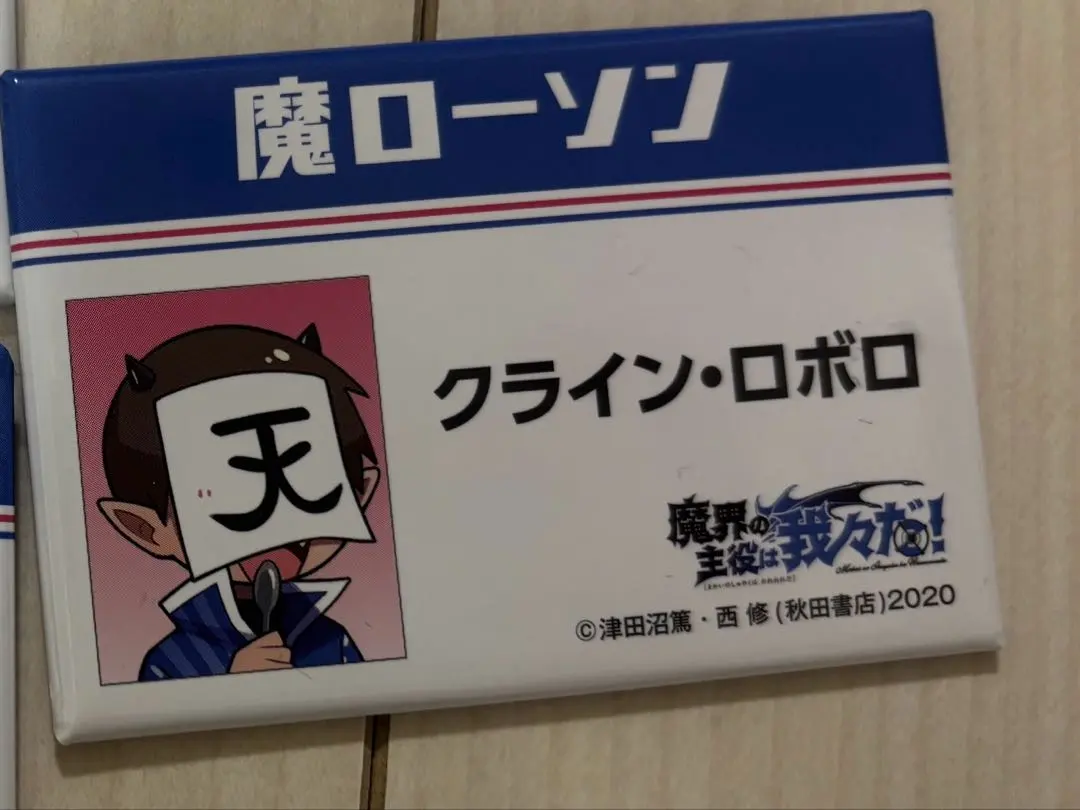 魔ローソン
天
クライン・ロボロ
魔界の
主役は我々だ!
©津田沼篤・西 修(秋田書店)2020